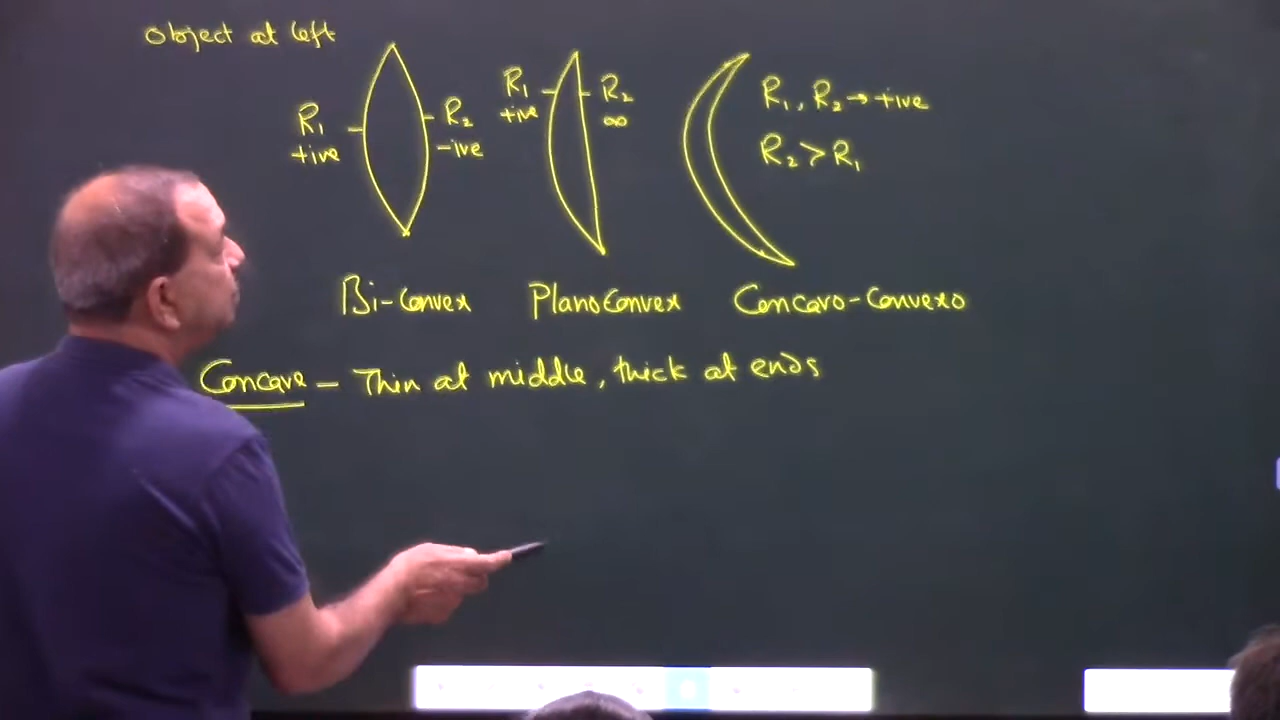 Object at left
R₁ +ive
R₂ -ive
R₁ +ive
R₂ ∞
R₁, R₂ → +ive
R₂ > R₁
Bi-Convex
PlanoConvex
Concavo-Convexo
Concave - Thin at middle, thick at ends